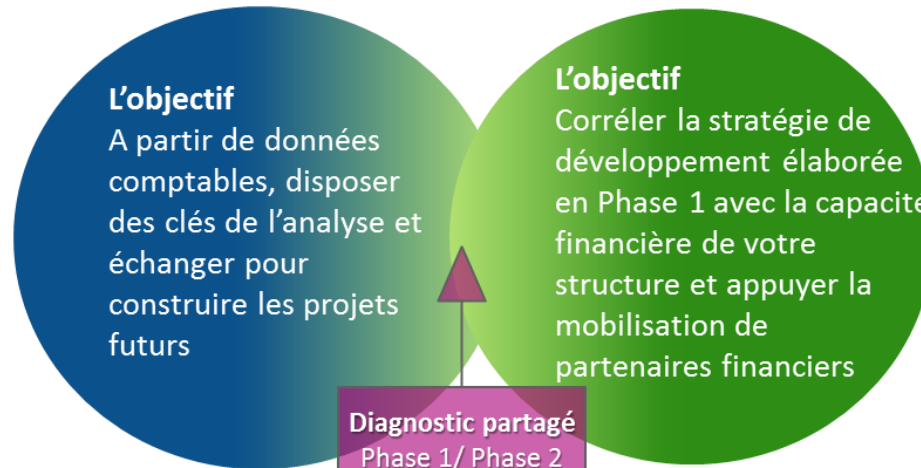 L’objectif
A partir de données
comptables, disposer
des clés de l’analyse et
échanger pour
construire les projets
futurs
L’objectif
Corréler la stratégie de
développement élaborée
en Phase 1 avec la capacité
financière de votre
structure et appuyer la
mobilisation de
partenaires financiers
Diagnostic partagé
Phase 1/ Phase 2